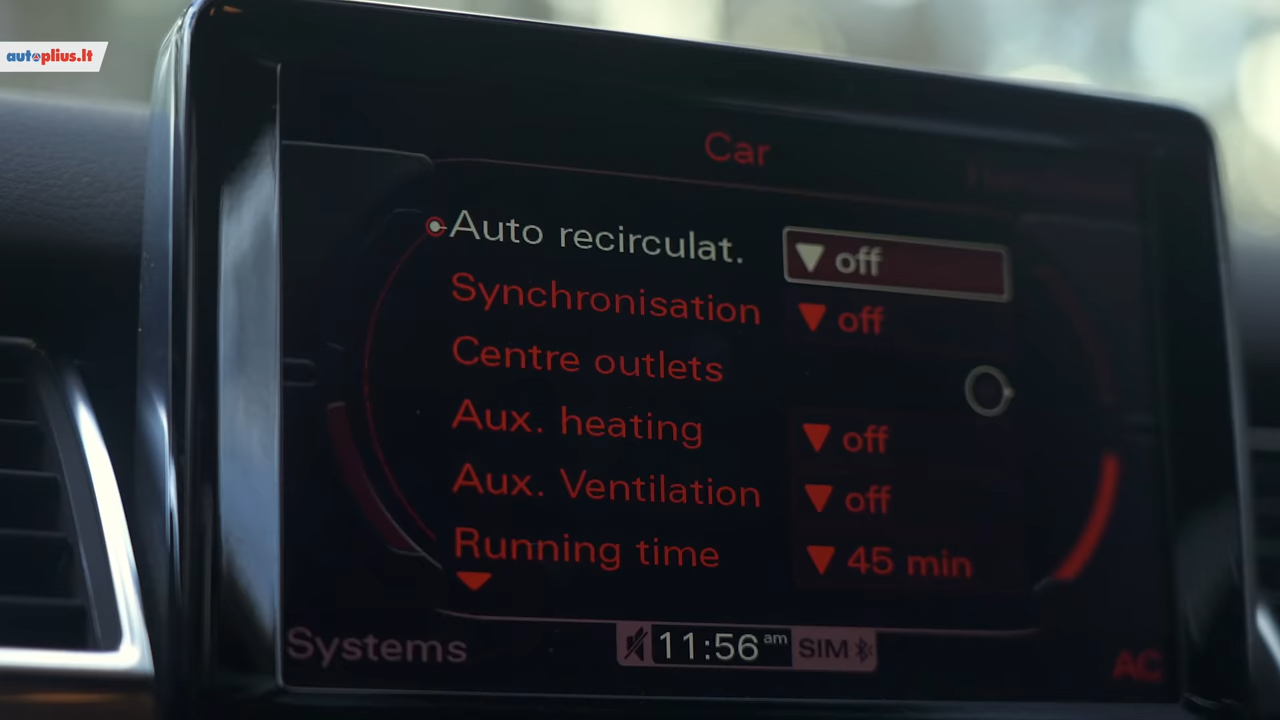 autoplius.lt
Car
Auto recirculat. off
Synchronisation off
Centre outlets
Aux. heating off
Aux. Ventilation off
Running time 45 min
Systems 11:56 am SIM AC